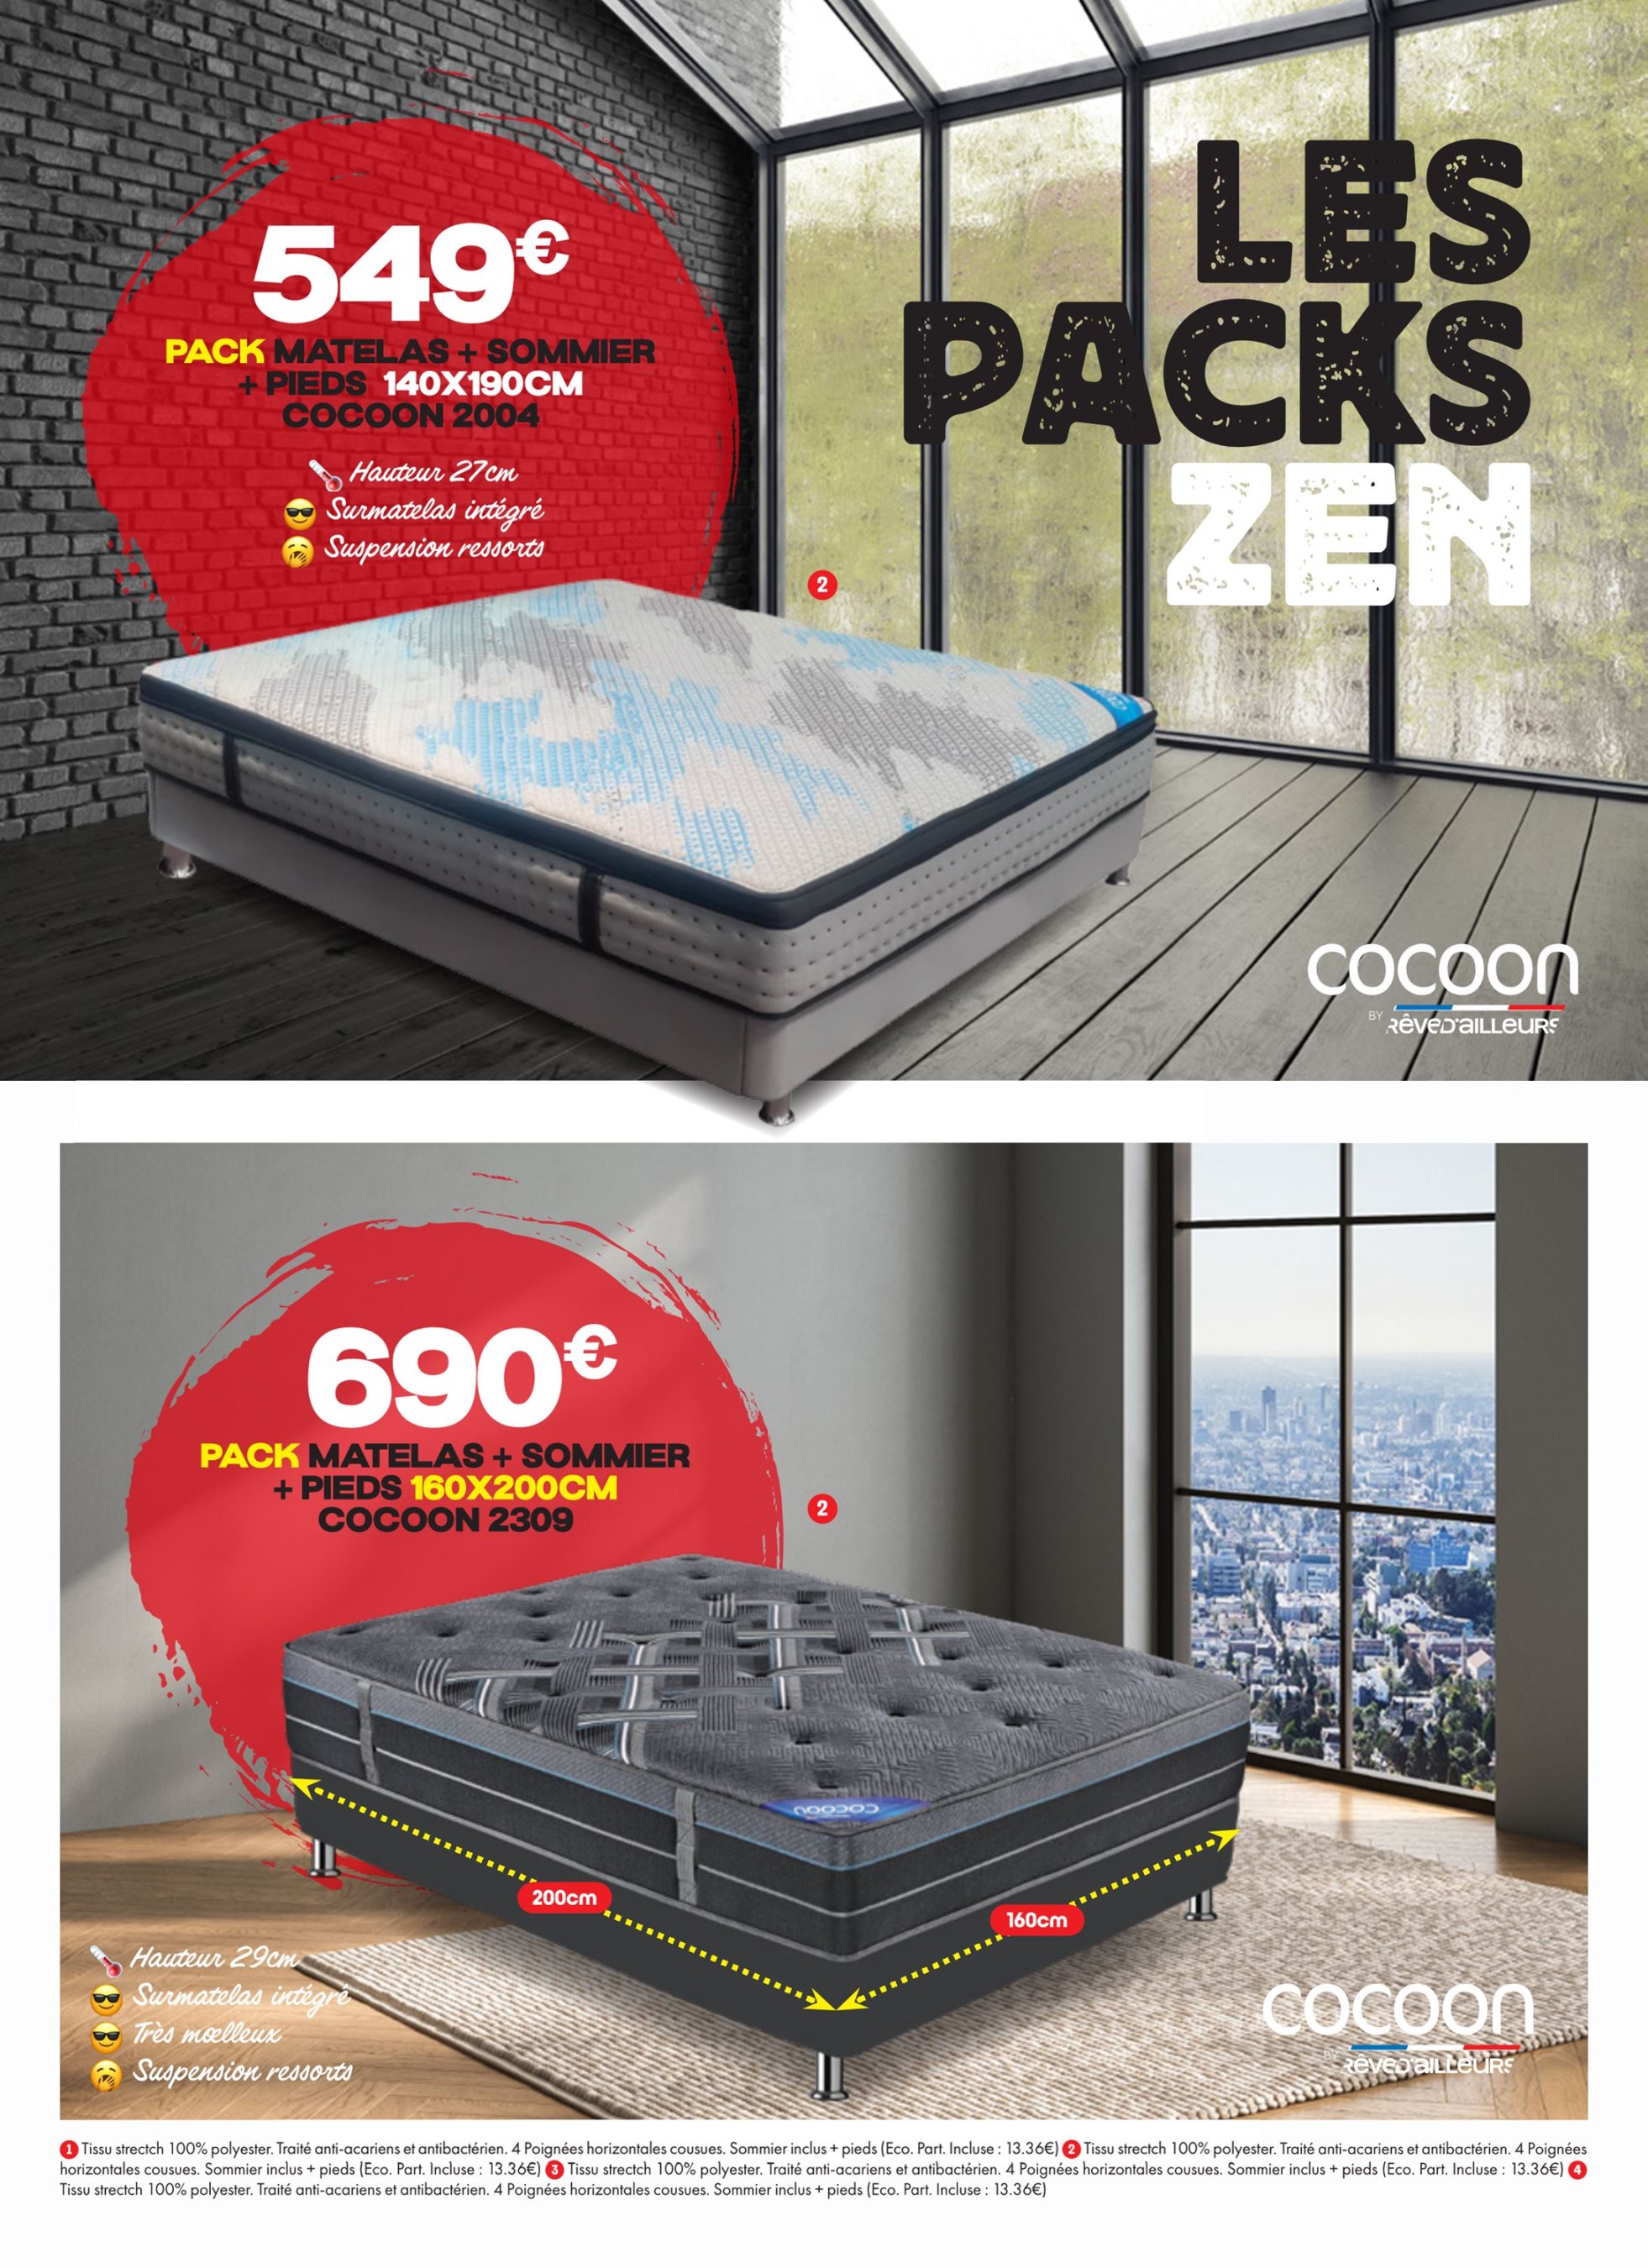 LES
PACKS
ZEN
549€
PACK MATELAS + SOMMIER
+ PIEDS 140X190CM
COCOON 2004
Hauteur 27cm
Surmatelas intégré
Suspension ressorts
2
cocoon
BY RÊVED'AILLEURS
690€
PACK MATELAS + SOMMIER
+ PIEDS 160X200CM
COCOON 2309
2
cocoon
200cm
160cm
Hauteur 29cm
Surmatelas intégré
Très mœlleux
Suspension ressorts
cocoon
BY RÊVED'AILLEURS
1 Tissu strectch 100% polyester. Traité anti-acariens et antibactérien. 4 Poignées horizontales cousues. Sommier inclus + pieds (Eco. Part. Incluse : 13.36€) 2 Tissu strectch 100% polyester. Traité anti-acariens et antibactérien. 4 Poignées
horizontales cousues. Sommier inclus + pieds (Eco. Part. Incluse : 13.36€) 3 Tissu strectch 100% polyester. Traité anti-acariens et antibactérien. 4 Poignées horizontales cousues. Sommier inclus + pieds (Eco. Part. Incluse : 13.36€) 4
Tissu strectch 100% polyester. Traité anti-acariens et antibactérien. 4 Poignées horizontales cousues. Sommier inclus + pieds (Eco. Part. Incluse : 13.36€)